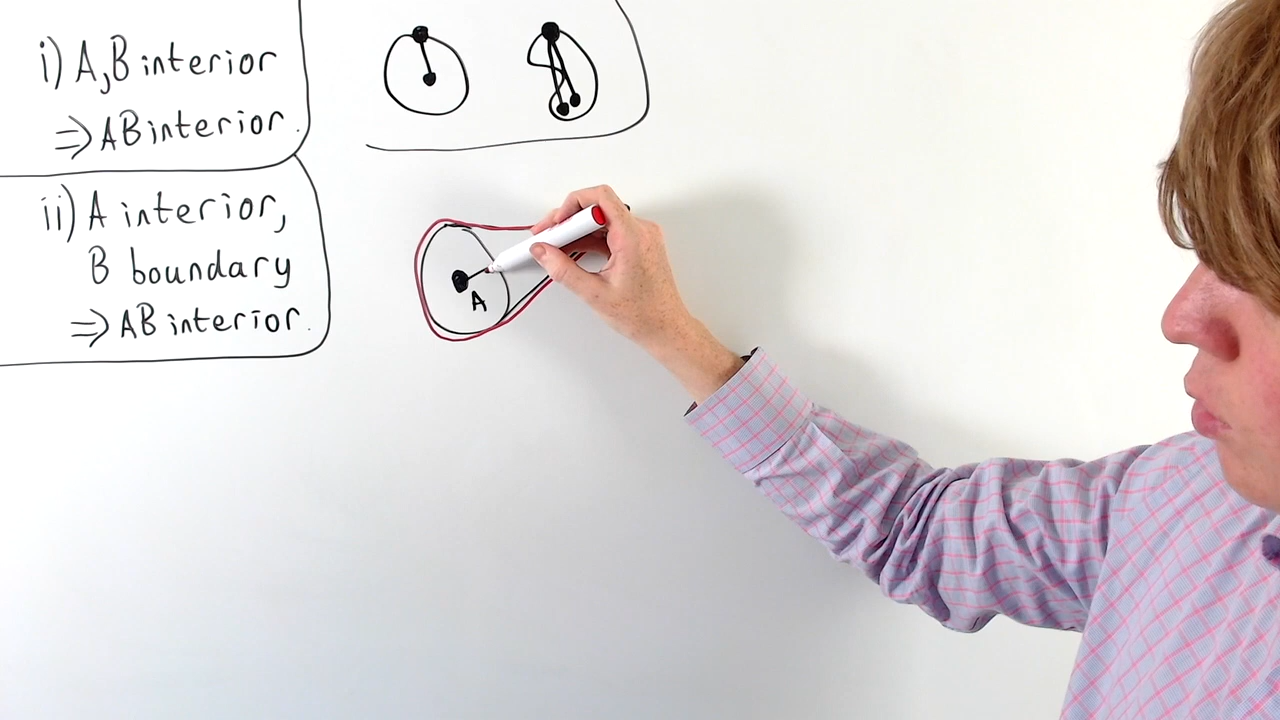 i) A, B interior
⇒ AB interior.
ii) A interior,
B boundary
⇒ AB interior.
A